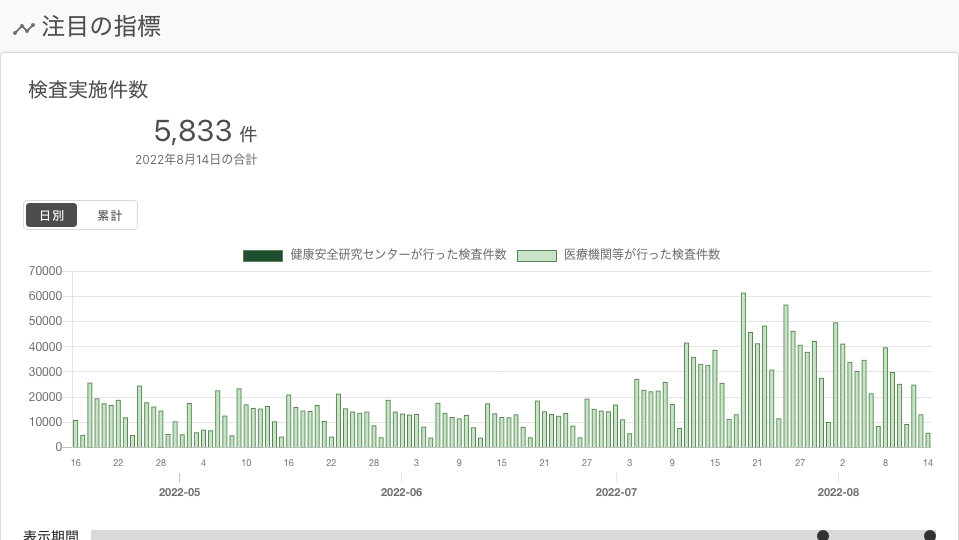 注目の指標
検査実施件数
5,833 件
2022年8月14日の合計
日別 累計
健康安全研究センターが行った検査件数 医療機関等が行った検査件数
70000
60000
50000
40000
30000
20000
10000
0
16 22 28 4 10 16 22 28 3 9 15 21 27 3 9 15 21 27 2 8 14
2022-05 2022-06 2022-07 2022-08
表示期間